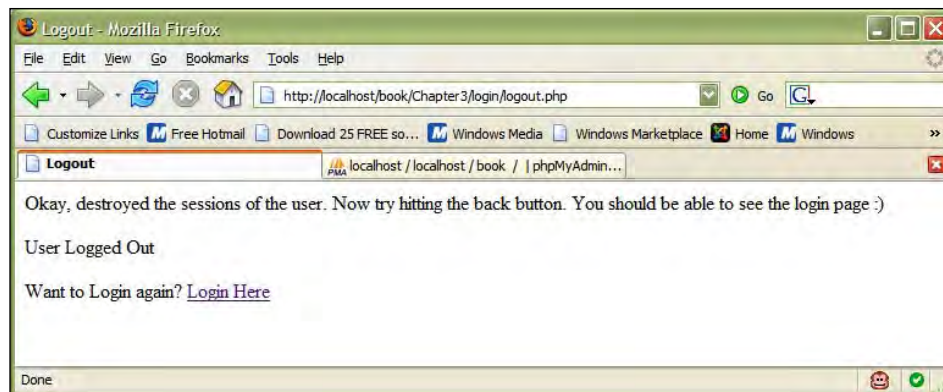 Logout - Mozilla Firefox
File Edit View Go Bookmarks Tools Help
http://localhost/book/Chapter3/login/logout.php Go G
Customize Links Free Hotmail Download 25 FREE so... Windows Media Windows Marketplace Home Windows »
Logout PMA localhost / localhost / book / | phpMyAdmin...
Okay, destroyed the sessions of the user. Now try hitting the back button. You should be able to see the login page :)
User Logged Out
Want to Login again? Login Here
Done